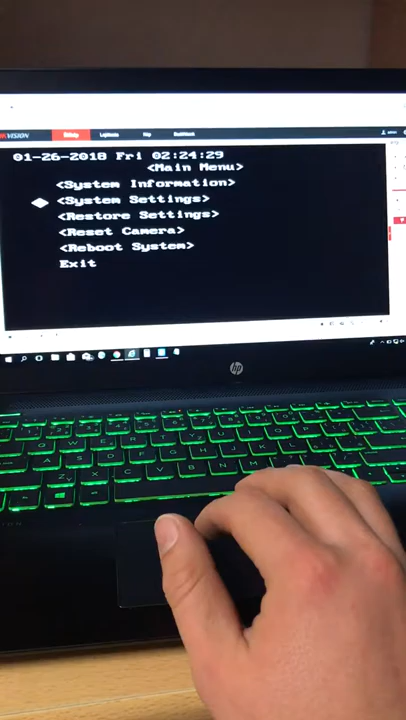 VISION
01-26-2018 Fri 02:24:29
<Main Menu>
<System Information>
<System Settings>
<Restore Settings>
<Reset Camera>
<Reboot System>
Exit
hp